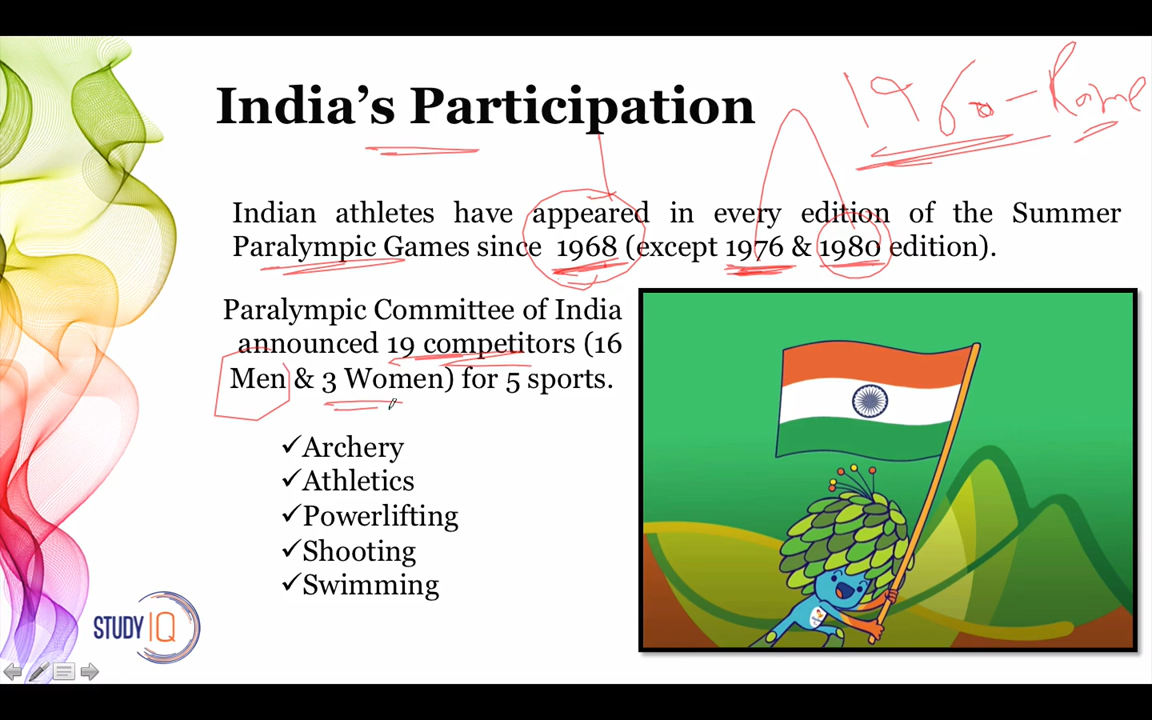 India's Participation
1960 - Rome
Indian athletes have appeared in every edition of the Summer
Paralympic Games since 1968 (except 1976 & 1980 edition).
Paralympic Committee of India
announced 19 competitors (16
Men & 3 Women) for 5 sports.
✓Archery
✓Athletics
✓Powerlifting
✓Shooting
✓Swimming
STUDY IQ